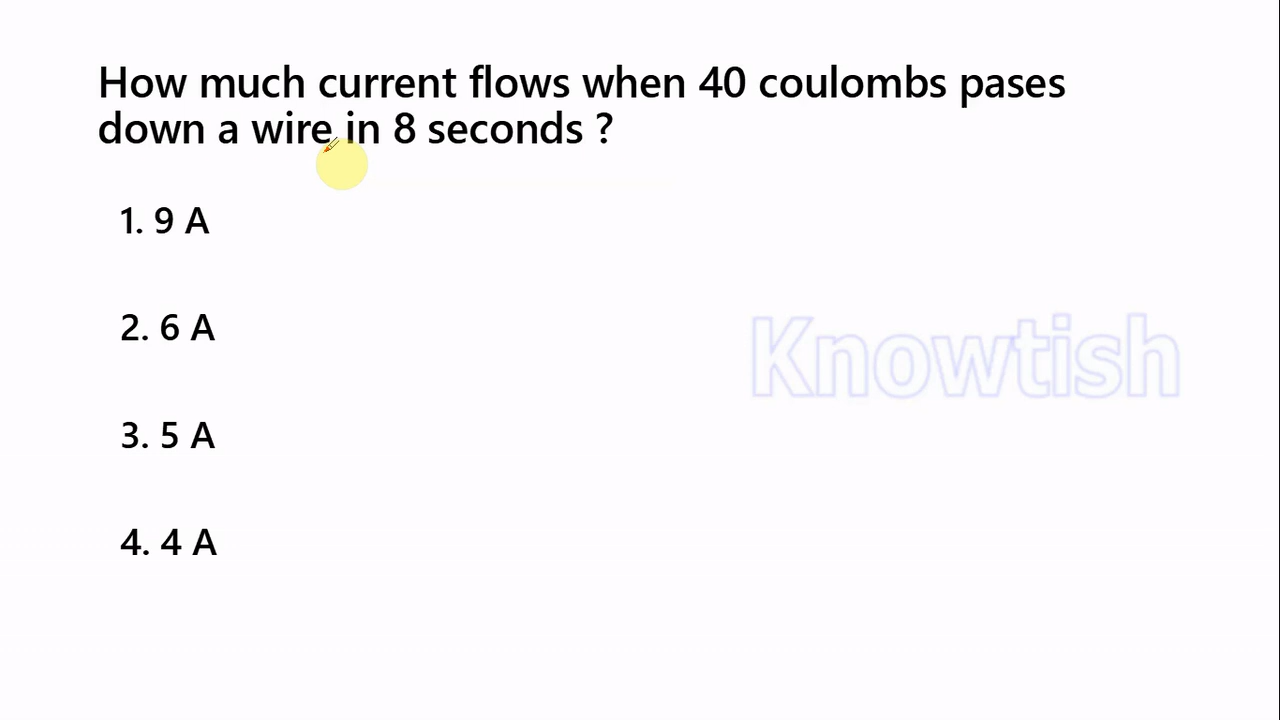 How much current flows when 40 coulombs pases
down a wire in 8 seconds ?
1. 9 A
2. 6 A
Knowtish
3. 5 A
4. 4 A